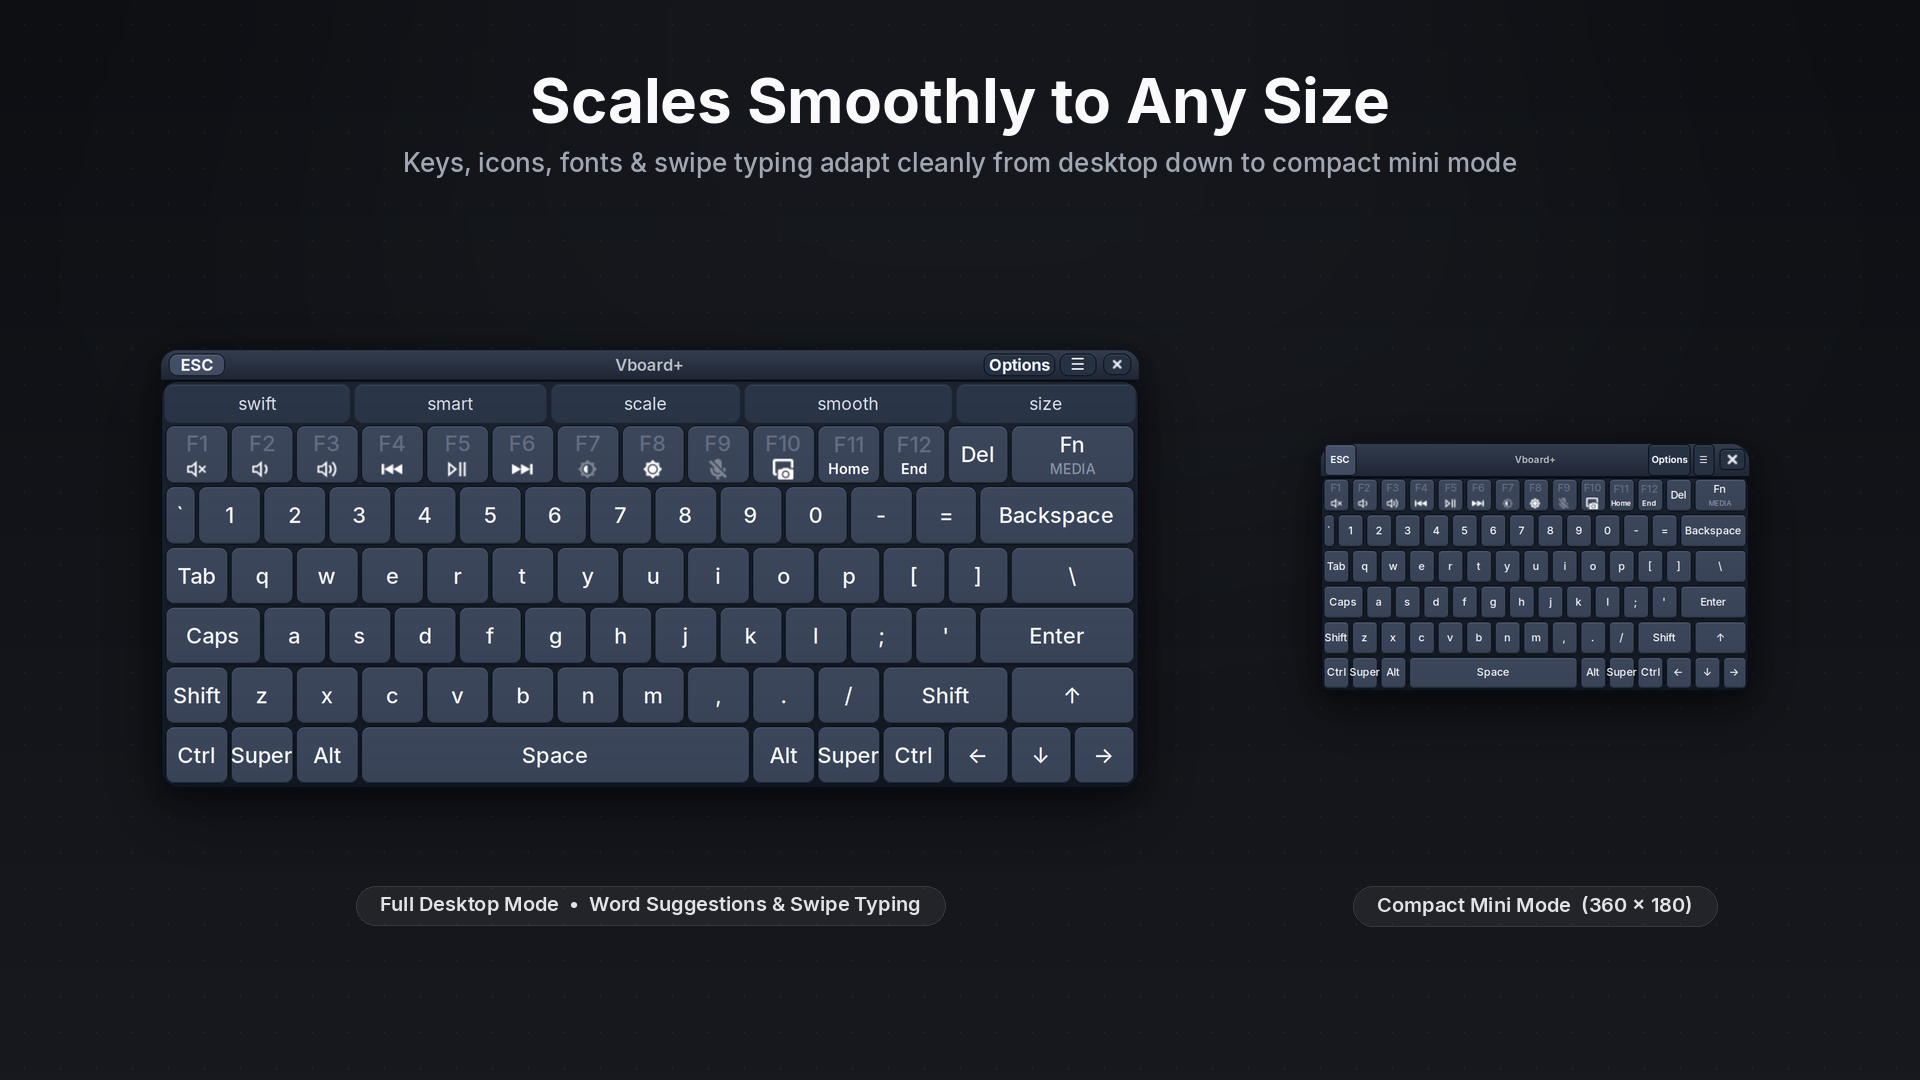 Scales Smoothly to Any Size
Keys, icons, fonts & swipe typing adapt cleanly from desktop down to compact mini mode
ESC Vboard+ Options ☰ ×
swift smart scale smooth size
F1 F2 F3 F4 F5 F6 F7 F8 F9 F10 F11 F12 Del Fn
Home End MEDIA
` 1 2 3 4 5 6 7 8 9 0 - = Backspace
Tab q w e r t y u i o p [ ] \
Caps a s d f g h j k l ; ' Enter
Shift z x c v b n m , . / Shift ↑
Ctrl Super Alt Space Alt Super Ctrl ← ↓ →
ESC Vboard+ Options ☰ ×
F1 F2 F3 F4 F5 F6 F7 F8 F9 F10 F11 F12 Del Fn
Home End MEDIA
` 1 2 3 4 5 6 7 8 9 0 - = Backspace
Tab q w e r t y u i o p [ ] \
Caps a s d f g h j k l ; ' Enter
Shift z x c v b n m , . / Shift ↑
Ctrl Super Alt Space Alt Super Ctrl ← ↓ →
Full Desktop Mode • Word Suggestions & Swipe Typing
Compact Mini Mode (360 × 180)